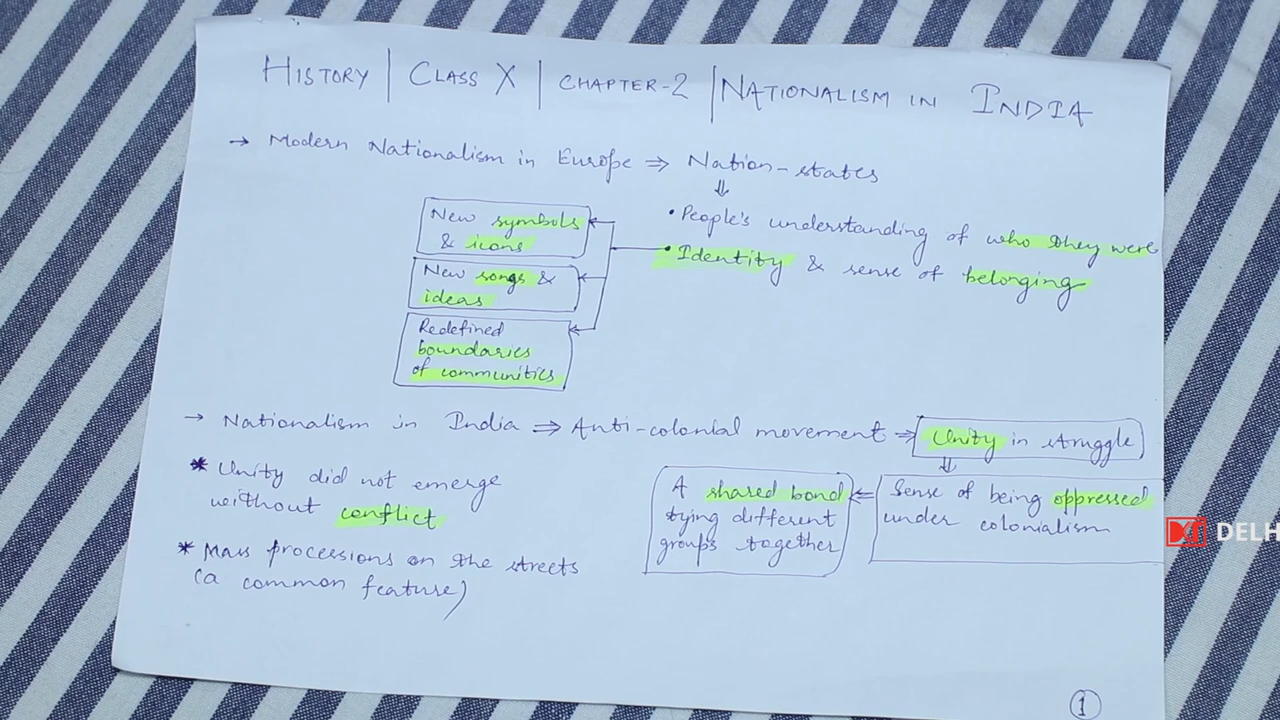 HISTORY | CLASS X | CHAPTER-2 | NATIONALISM IN INDIA
→ Modern Nationalism in Europe ⇒ Nation-states
⇓
• People's understanding of who they were
• Identity & sense of belonging
New symbols
& icons
New songs &
ideas
Redefined
boundaries
of communities
→ Nationalism in India ⇒ Anti-colonial movement ⇒ Unity in struggle
⇓
Sense of being oppressed
under colonialism
⇐
A shared bond
tying different
groups together
* Unity did not emerge
without conflict
* Mass processions on the streets
(a common feature)
DELH
1